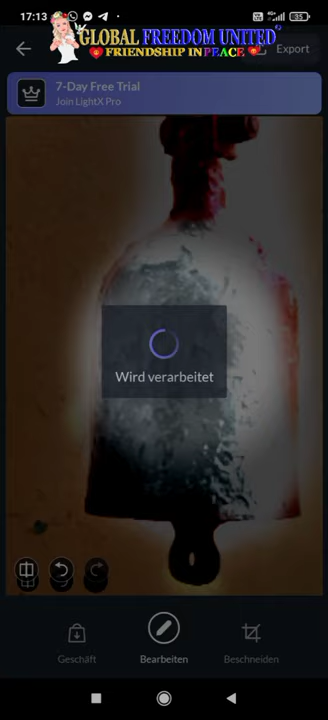 17:13
35
GLOBAL FREEDOM UNITED
FRIENDSHIP IN PEACE
Export
7-Day Free Trial
Join LightX Pro
Wird verarbeitet
Geschäft
Bearbeiten
Beschneiden